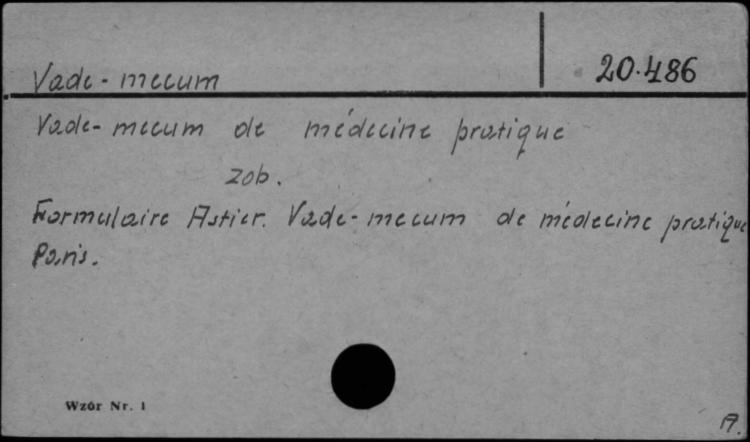 Vade-mecum
20.486
Vade-mecum de médecine pratique
zob.
Formulaire Astier. Vade-mecum de médecine pratique
Paris.
Wzór Nr. 1
A.